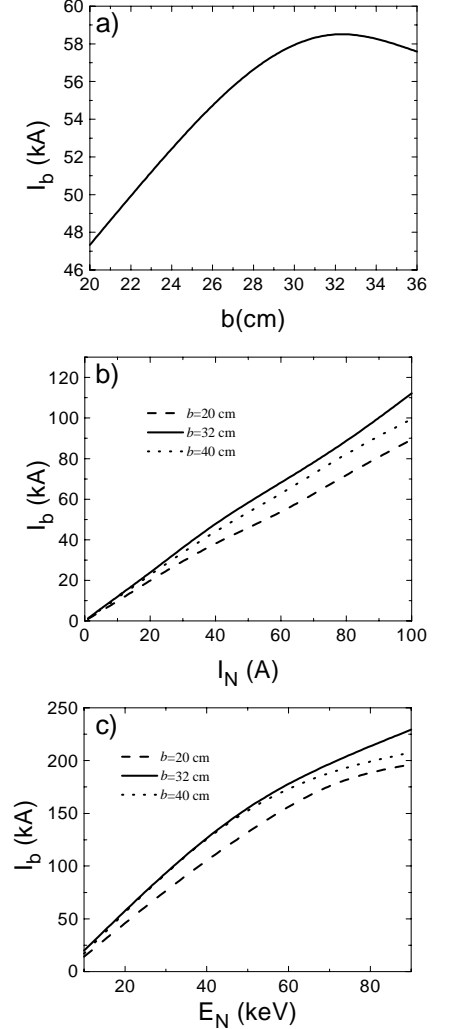 a)
60
58
56
54
52
50
48
46
20 22 24 26 28 30 32 34 36
I_b (kA)
b(cm)
b)
120
100
80
60
40
20
0
0 20 40 60 80 100
b=20 cm
b=32 cm
b=40 cm
I_b (kA)
I_N (A)
c)
250
200
150
100
50
0
20 40 60 80
b=20 cm
b=32 cm
b=40 cm
I_b (kA)
E_N (keV)